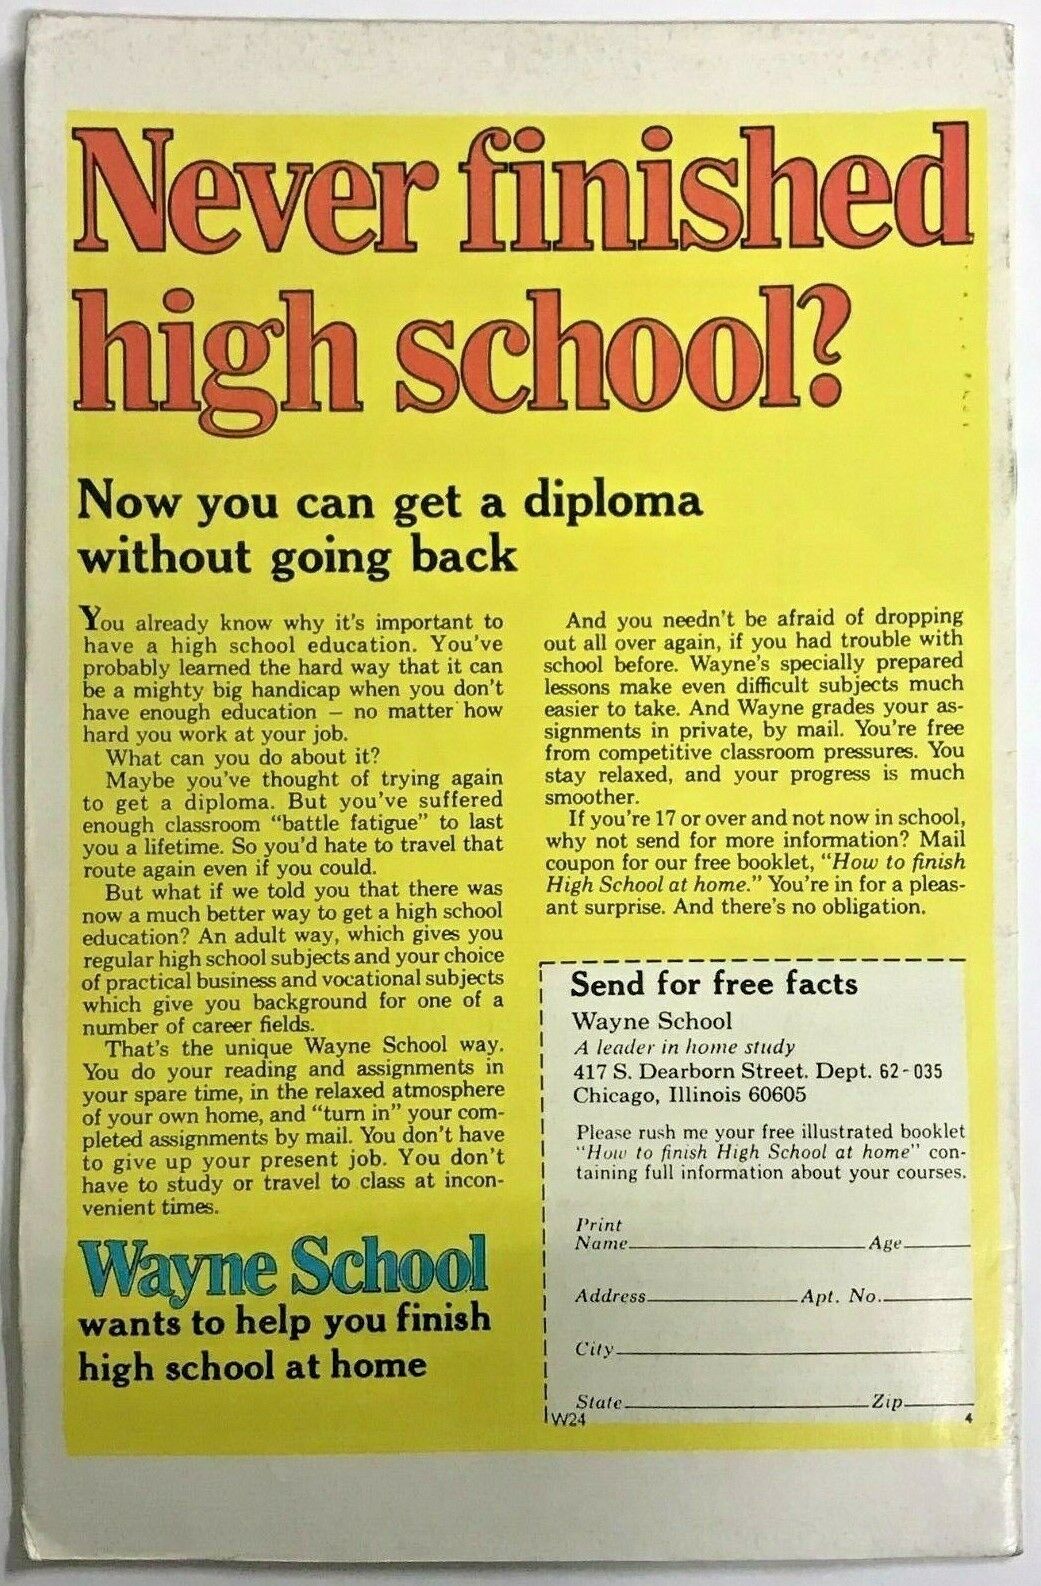 Never finished
high school?
Now you can get a diploma
without going back
You already know why it's important to
have a high school education. You've
probably learned the hard way that it can
be a mighty big handicap when you don't
have enough education – no matter how
hard you work at your job.
What can you do about it?
Maybe you've thought of trying again
to get a diploma. But you've suffered
enough classroom "battle fatigue" to last
you a lifetime. So you'd hate to travel that
route again even if you could.
But what if we told you that there was
now a much better way to get a high school
education? An adult way, which gives you
regular high school subjects and your choice
of practical business and vocational subjects
which give you background for one of a
number of career fields.
That's the unique Wayne School way.
You do your reading and assignments in
your spare time, in the relaxed atmosphere
of your own home, and "turn in" your com-
pleted assignments by mail. You don't have
to give up your present job. You don't
have to study or travel to class at incon-
venient times.
Wayne School
wants to help you finish
high school at home
And you needn't be afraid of dropping
out all over again, if you had trouble with
school before. Wayne's specially prepared
lessons make even difficult subjects much
easier to take. And Wayne grades your as-
signments in private, by mail. You're free
from competitive classroom pressures. You
stay relaxed, and your progress is much
smoother.
If you're 17 or over and not now in school,
why not send for more information? Mail
coupon for our free booklet, "How to finish
High School at home." You're in for a pleas-
ant surprise. And there's no obligation.
Send for free facts
Wayne School
A leader in home study
417 S. Dearborn Street. Dept. 62-035
Chicago, Illinois 60605
Please rush me your free illustrated booklet
"How to finish High School at home" con-
taining full information about your courses.
Print
Name Age
Address Apt. No.
City
State Zip
W24 4